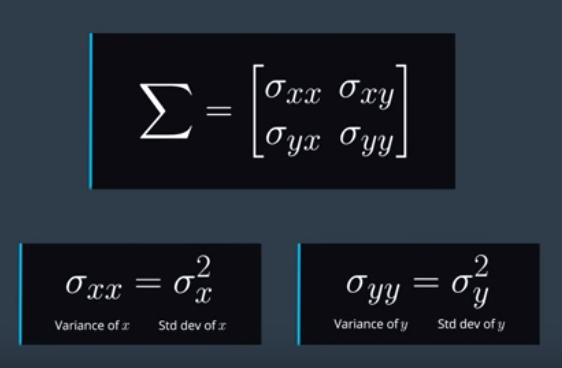 ∑ = [σxx σxy
σyx σyy]
σxx = σx²
Variance of x Std dev of x
σyy = σy²
Variance of y Std dev of y